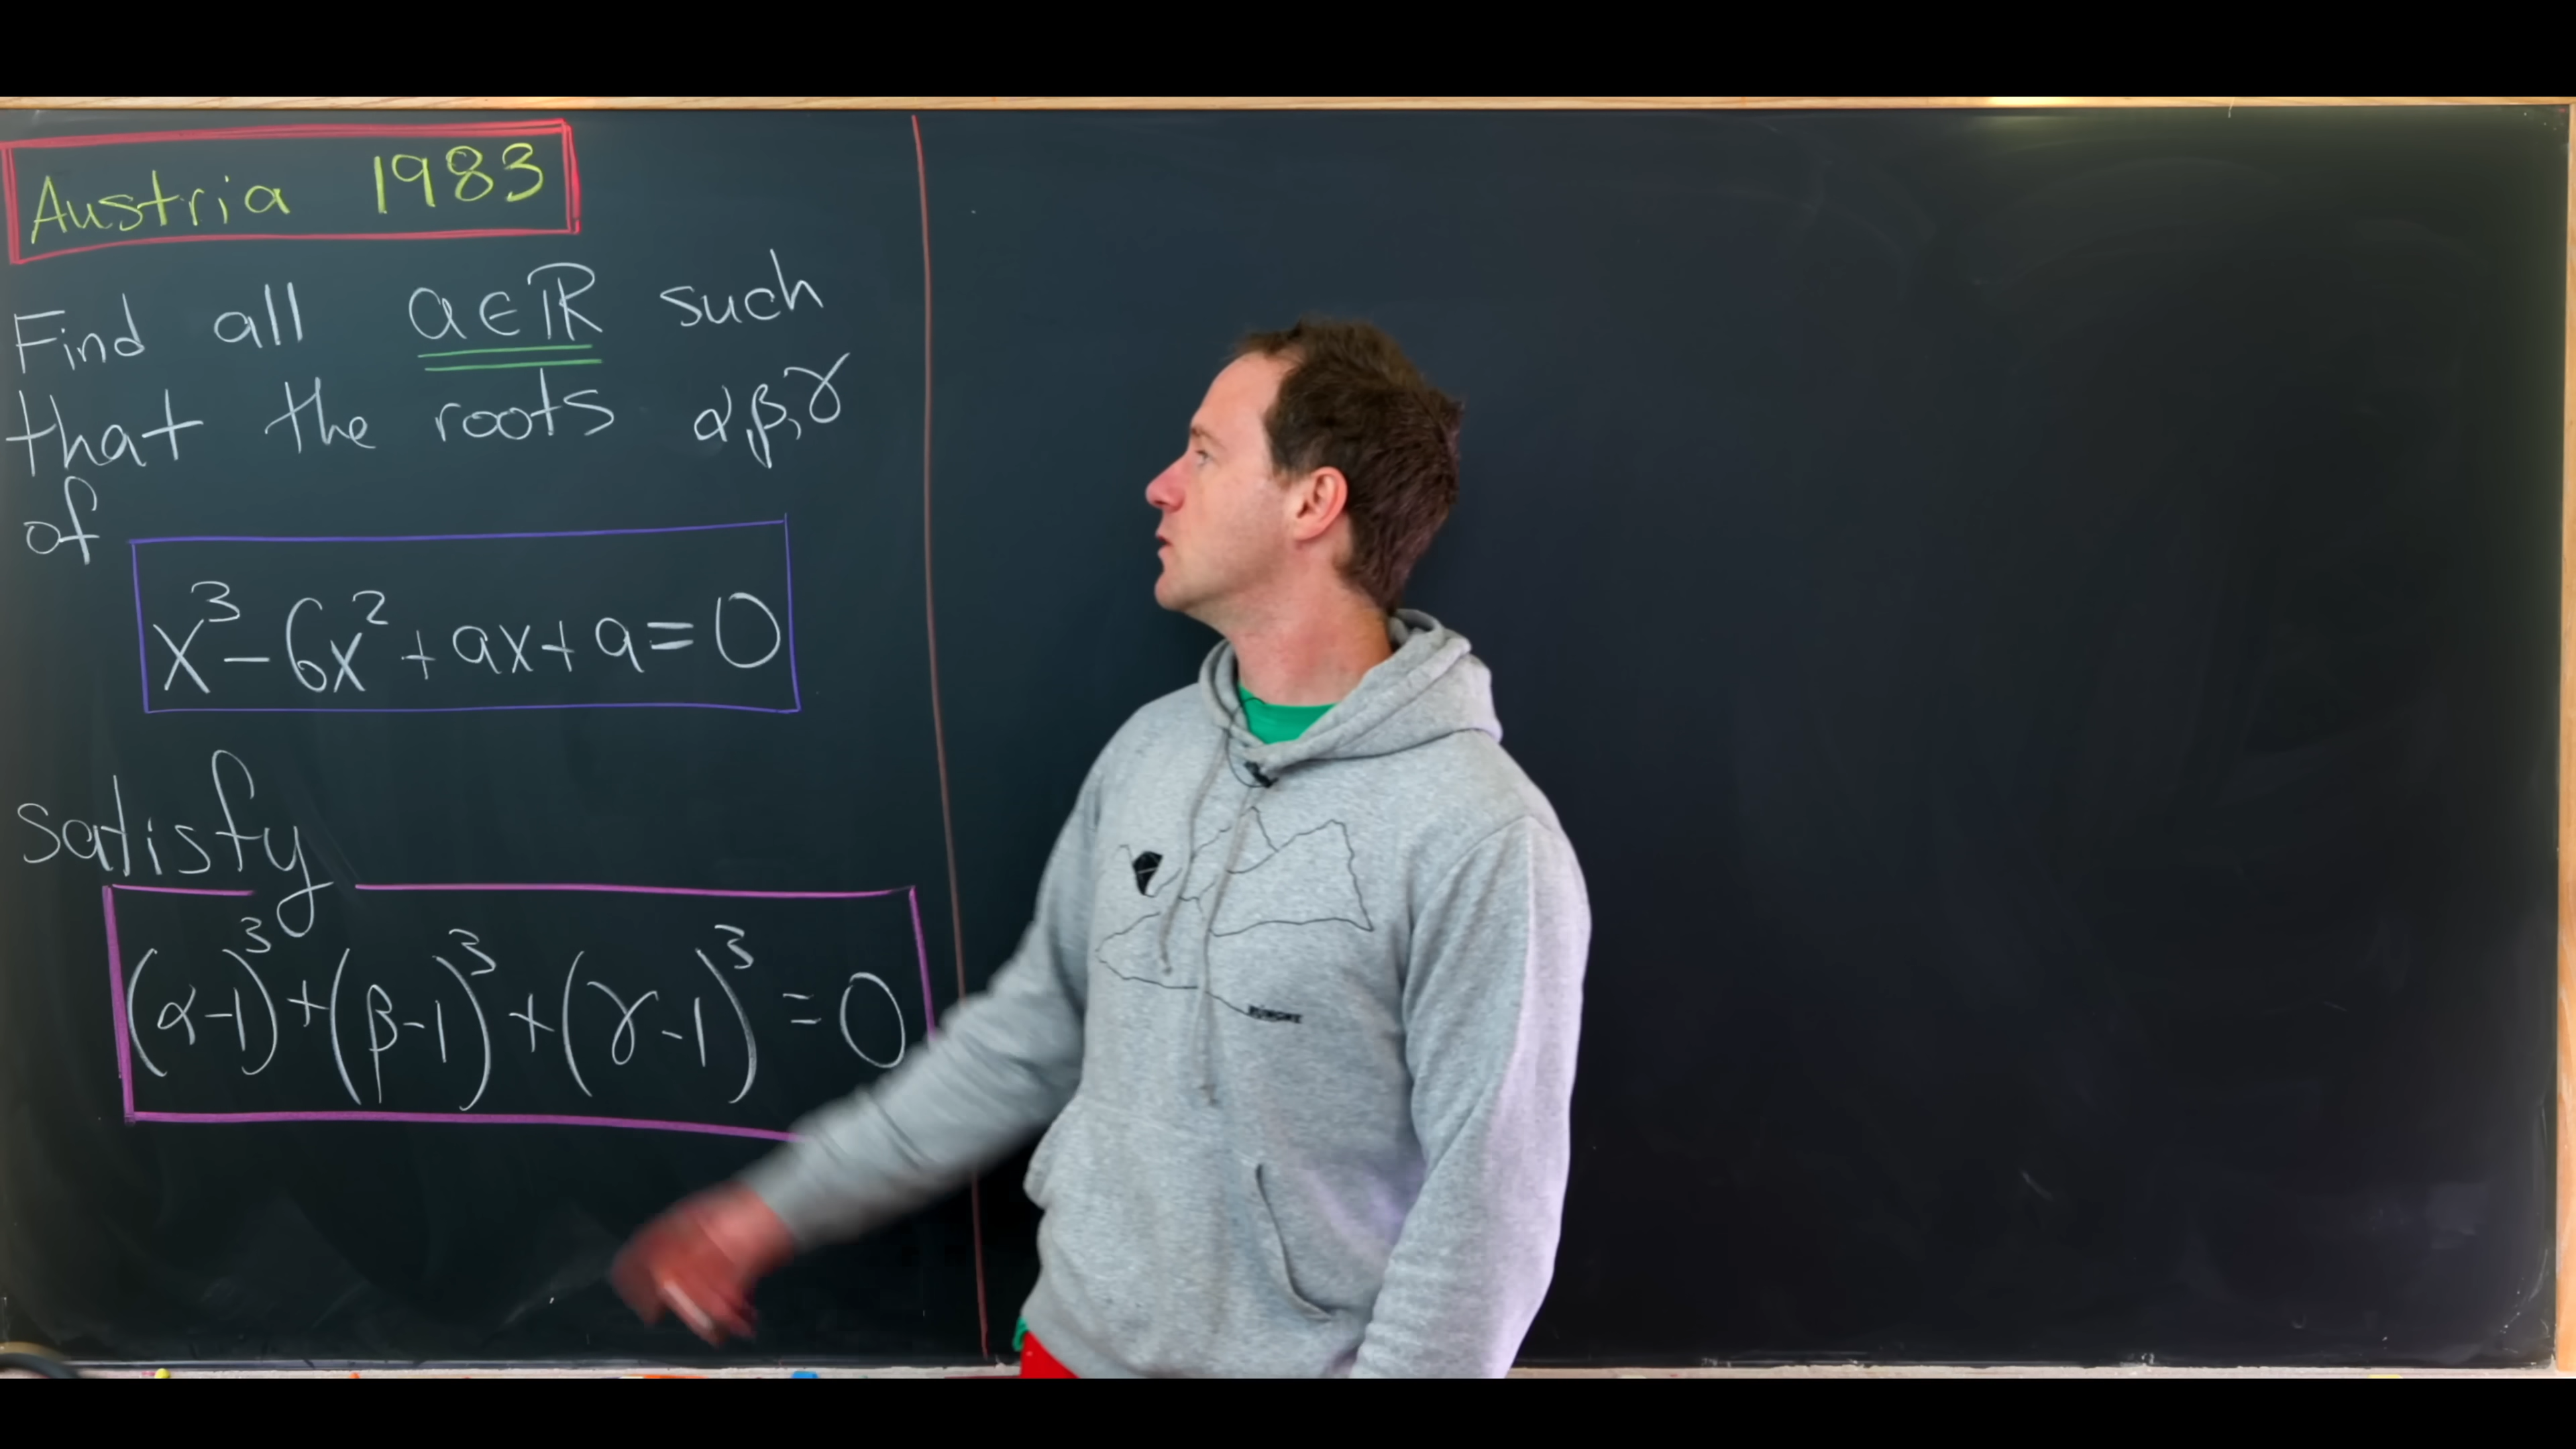 Austria 1983
Find all a∈ℝ such
that the roots α,β,γ
of
x³-6x²+ax+a=0
satisfy
(α-1)³+(β-1)³+(γ-1)³=0